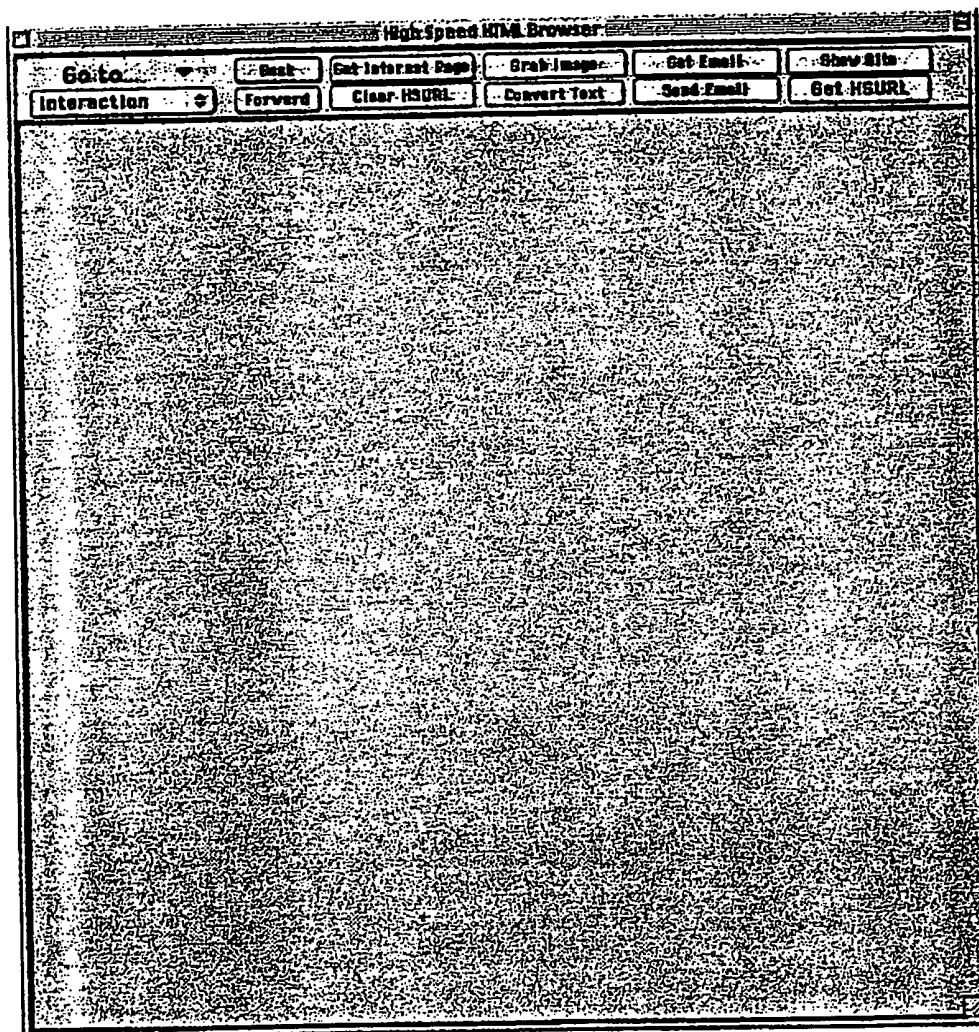 High Speed HTML Browser
Go to... Back Get Internet Page Grab Image Get Email Show Alts
Interaction Forward Clear HSURL Convert Text Send Email Get HSURL